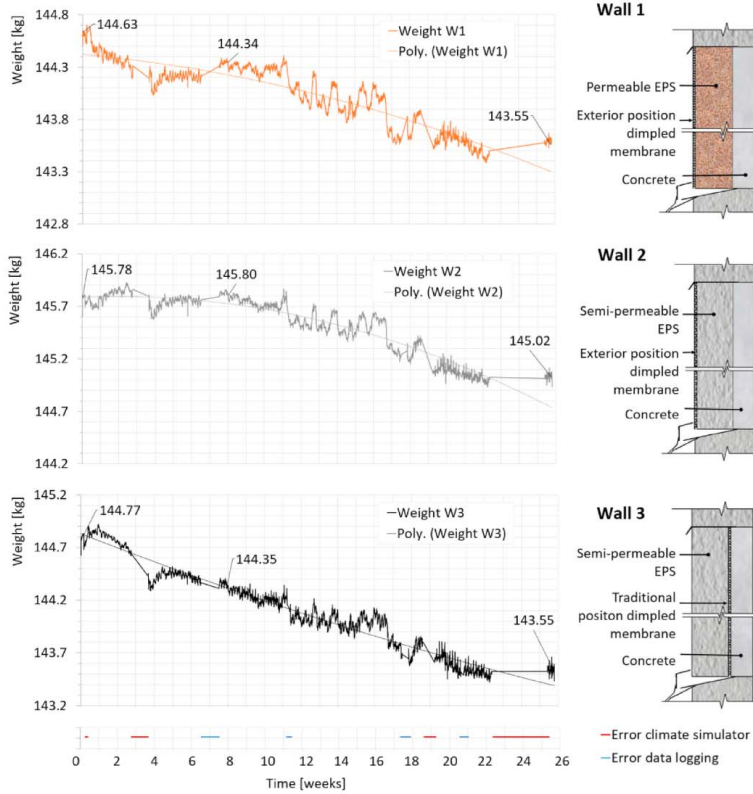 144.8
144.3
143.8
143.3
142.8
Weight [kg]
144.63
144.34
143.55
Weight W1
Poly. (Weight W1)
Wall 1
Permeable EPS
Exterior position
dimpled
membrane
Concrete
146.2
145.7
145.2
144.7
144.2
Weight [kg]
145.78
145.80
145.02
Weight W2
Poly. (Weight W2)
Wall 2
Semi-permeable
EPS
Exterior position
dimpled
membrane
Concrete
145.2
144.7
144.2
143.7
143.2
Weight [kg]
144.77
144.35
143.55
Weight W3
Poly. (Weight W3)
Wall 3
Semi-permeable
EPS
Traditional
positon dimpled
membrane
Concrete
0 2 4 6 8 10 12 14 16 18 20 22 24 26
Time [weeks]
Error climate simulator
Error data logging